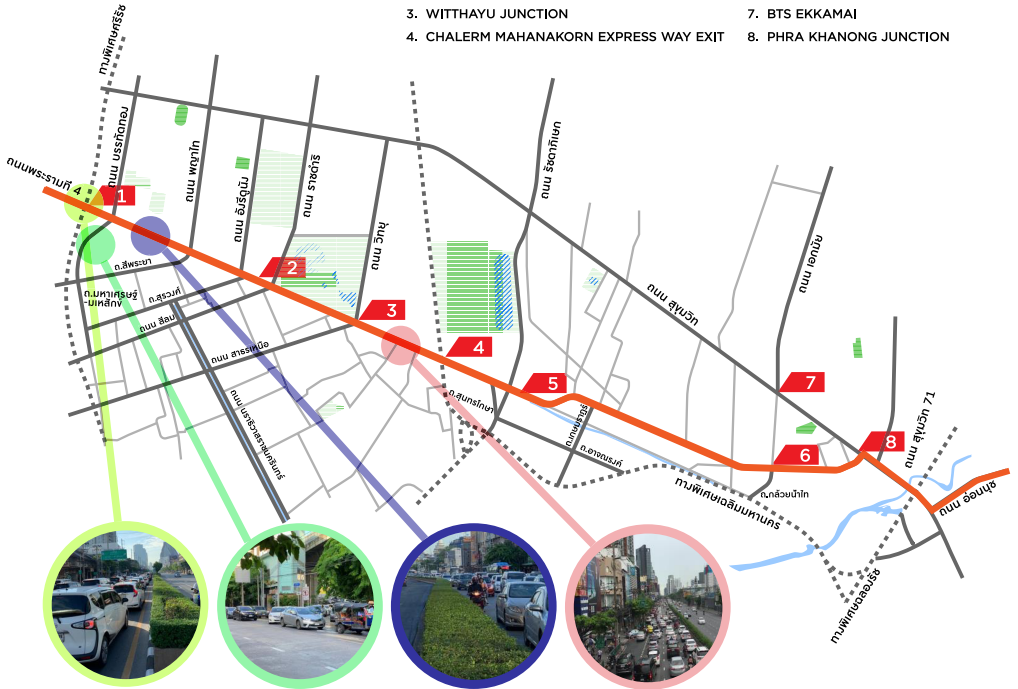 3. WITTHAYU JUNCTION
7. BTS EKKAMAI
4. CHALERM MAHANAKORN EXPRESS WAY EXIT
8. PHRA KHANONG JUNCTION
ทางพิเศษศรีรัช
ถนน บรรทัดทอง
ถนน พญาไท
ถนน อังรีดูนัง
ถนน ราชดำริ
ถนน วิทยุ
ถนน รัชดาภิเษก
ถนน เอกมัย
ถนนพระรามที่ 4
1
ถ.สี่พระยา
2
ถ.มหาเศรษฐ์
-มเหสักข์
ถ.สุรวงศ์
ถนน สีลม
ถนน สาธรเหนือ
3
4
ถนน สุขุมวิท
5
ถ.สุนทรโกษา
7
ถ.เกษมราษฎร์
ถนน นราธิวาสราชนครินทร์
ถ.อาจณรงค์
6
8
ถนน สุขุมวิท 71
ทางพิเศษเฉลิมมหานคร
ถ.กล้วยน้ำไท
ถนน อ่อนนุช
ทางพิเศษฉลองรัช